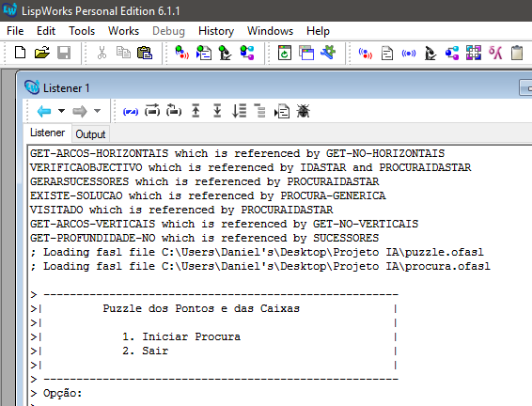 LispWorks Personal Edition 6.1.1
File Edit Tools Works Debug History Windows Help
Listener 1
Listener Output
GET-ARCOS-HORIZONTAIS which is referenced by GET-NO-HORIZONTAIS
VERIFICAOBJECTIVO which is referenced by IDASTAR and PROCURAIDASTAR
GERARSUCESSORES which is referenced by PROCURAIDASTAR
EXISTE-SOLUCAO which is referenced by PROCURA-GENERICA
VISITADO which is referenced by PROCURAIDASTAR
GET-ARCOS-VERTICAIS which is referenced by GET-NO-VERTICAIS
GET-PROFUNDIDADE-NO which is referenced by SUCESSORES
; Loading fasl file C:\Users\Daniel's\Desktop\Projeto IA\puzzle.ofasl
; Loading fasl file C:\Users\Daniel's\Desktop\Projeto IA\procura.ofasl
> ------------------------------------------------------
>| Puzzle dos Pontos e das Caixas |
>| |
>| 1. Iniciar Procura |
>| 2. Sair |
>| |
> ------------------------------------------------------
> Opção: